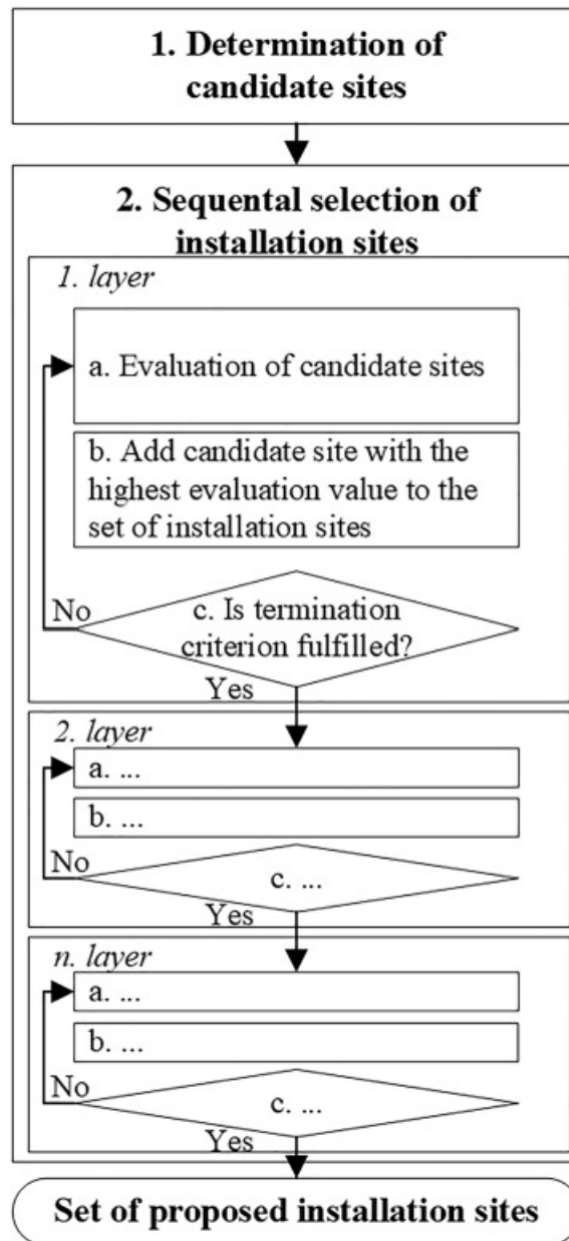 1. Determination of
candidate sites
2. Sequental selection of
installation sites
1. layer
a. Evaluation of candidate sites
b. Add candidate site with the
highest evaluation value to the
set of installation sites
No
c. Is termination
criterion fulfilled?
Yes
2. layer
a. ...
b. ...
No
c. ...
Yes
n. layer
a. ...
b. ...
No
c. ...
Yes
Set of proposed installation sites